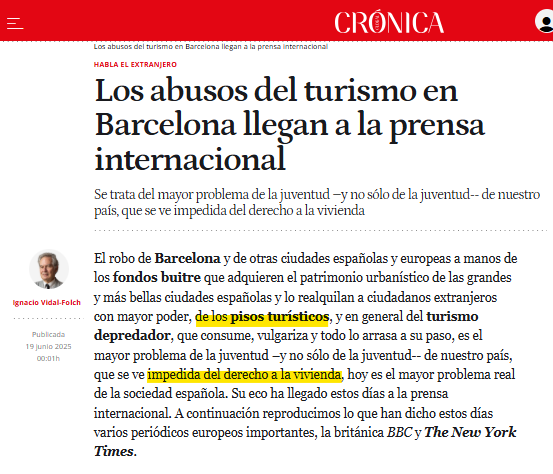 CRÓNICA
Los abusos del turismo en Barcelona llegan a la prensa internacional
HABLA EL EXTRANJERO
Los abusos del turismo en
Barcelona llegan a la prensa
internacional
Se trata del mayor problema de la juventud –y no sólo de la juventud-- de nuestro
país, que se ve impedida del derecho a la vivienda
Ignacio Vidal-Folch
Publicada
19 junio 2025
00:01h
El robo de Barcelona y de otras ciudades españolas y europeas a manos de
los fondos buitre que adquieren el patrimonio urbanístico de las grandes
y más bellas ciudades españolas y lo realquilan a ciudadanos extranjeros
con mayor poder, de los pisos turísticos, y en general del turismo
depredador, que consume, vulgariza y todo lo arrasa a su paso, es el
mayor problema de la juventud –y no sólo de la juventud-- de nuestro país,
que se ve impedida del derecho a la vivienda, hoy es el mayor problema real
de la sociedad española. Su eco ha llegado estos días a la prensa
internacional. A continuación reproducimos lo que han dicho estos días
varios periódicos europeos importantes, la británica BBC y The New York
Times.